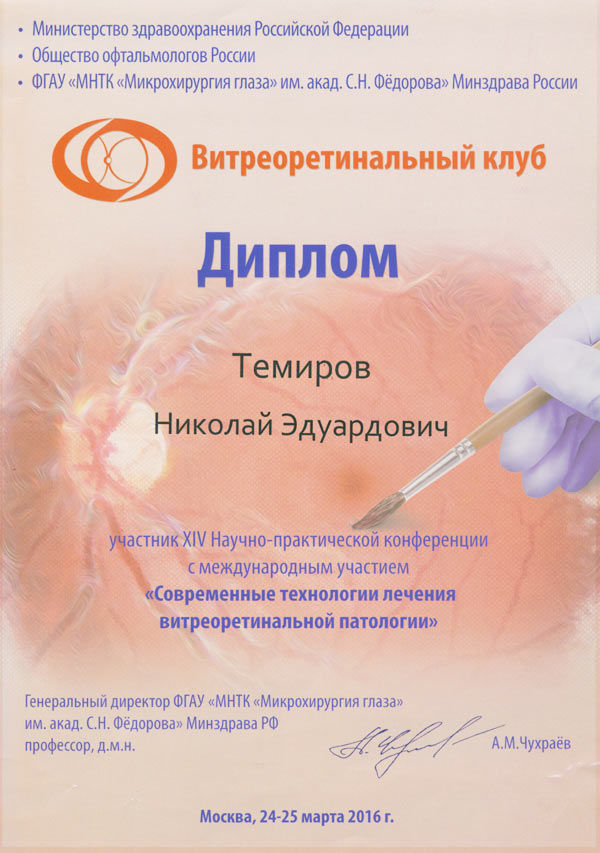 • Министерство здравоохранения Российской Федерации
• Общество офтальмологов России
• ФГАУ «МНТК «Микрохирургия глаза» им. акад. С.Н. Фёдорова» Минздрава России
Витреоретинальный клуб
Диплом
Темиров
Николай Эдуардович
участник XIV Научно-практической конференции
с международным участием
«Современные технологии лечения
витреоретинальной патологии»
Генеральный директор ФГАУ «МНТК «Микрохирургия глаза»
им. акад. С.Н. Фёдорова» Минздрава РФ
профессор, д.м.н.
А.М.Чухраёв
Москва, 24-25 марта 2016 г.